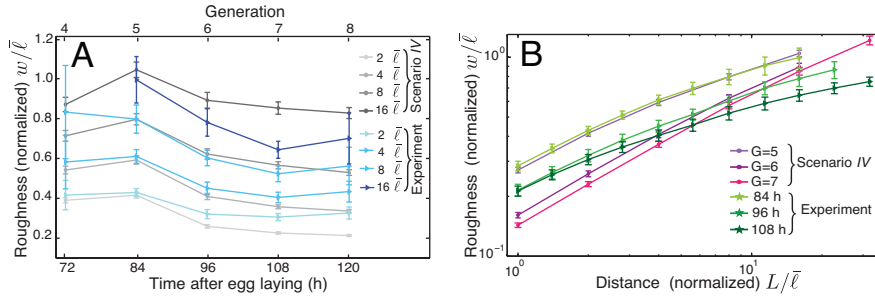 Generation
4 5 6 7 8
A
1.2
1.0
0.8
0.6
0.4
0.2
Roughness (normalized) w/ℓ̄
72 84 96 108 120
Time after egg laying (h)
2 ℓ̄
4 ℓ̄
8 ℓ̄
16 ℓ̄
Scenario IV
2 ℓ̄
4 ℓ̄
8 ℓ̄
16 ℓ̄
Experiment
B
10⁰
10⁻¹
Roughness (normalized) w/ℓ̄
10⁰ 10¹
Distance (normalized) L/ℓ̄
G=5
G=6
G=7
Scenario IV
84 h
96 h
108 h
Experiment